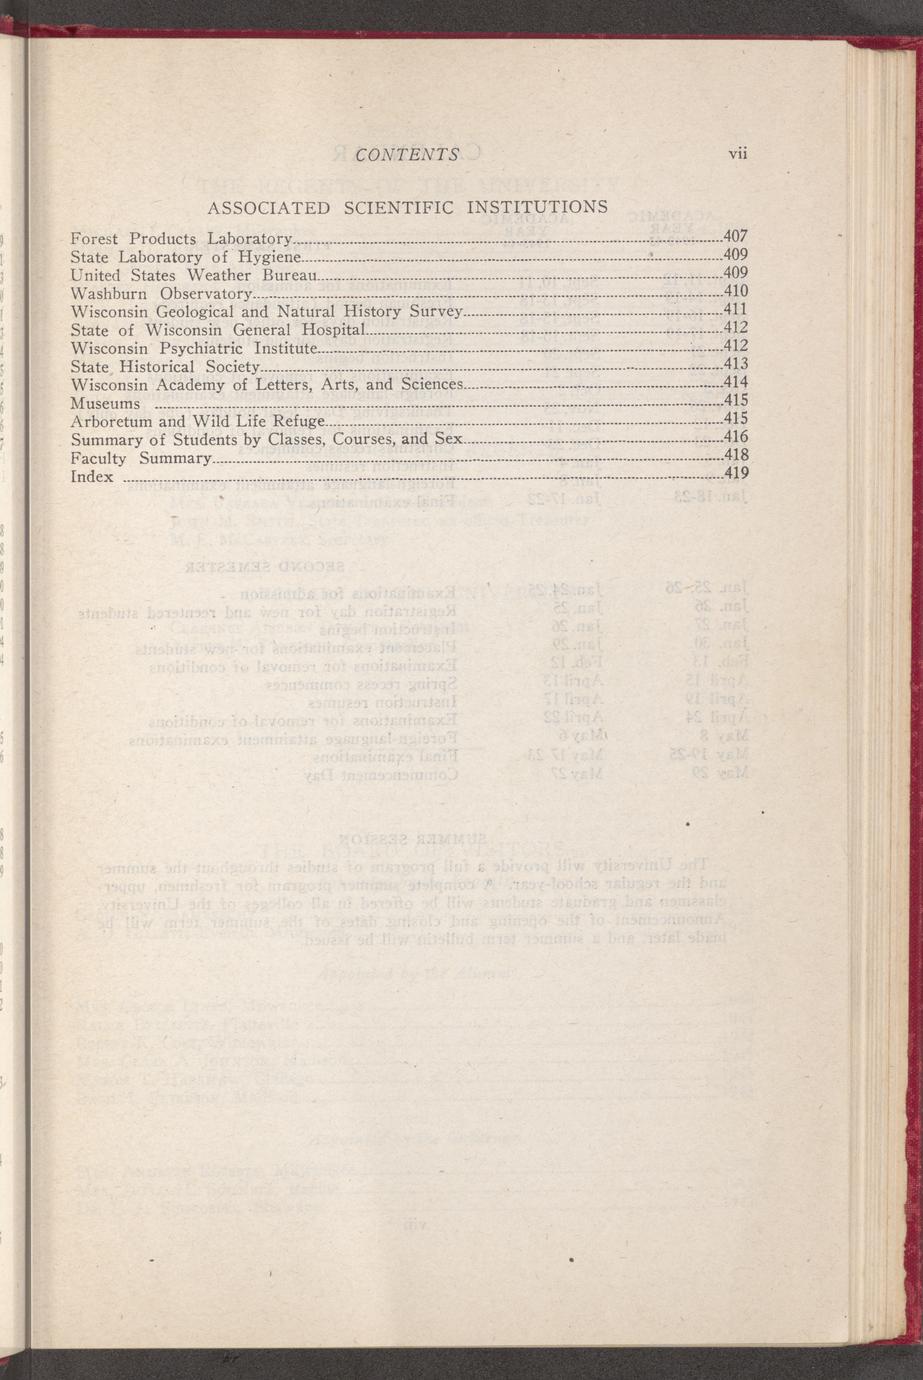 CONTENTS vii
ASSOCIATED SCIENTIFIC INSTITUTIONS
Forest Products Laboratory 407
State Laboratory of Hygiene 409
United States Weather Bureau 409
Washburn Observatory 410
Wisconsin Geological and Natural History Survey 411
State of Wisconsin General Hospital 412
Wisconsin Psychiatric Institute 412
State Historical Society 413
Wisconsin Academy of Letters, Arts, and Sciences 414
Museums 415
Arboretum and Wild Life Refuge 415
Summary of Students by Classes, Courses, and Sex 416
Faculty Summary 418
Index 419